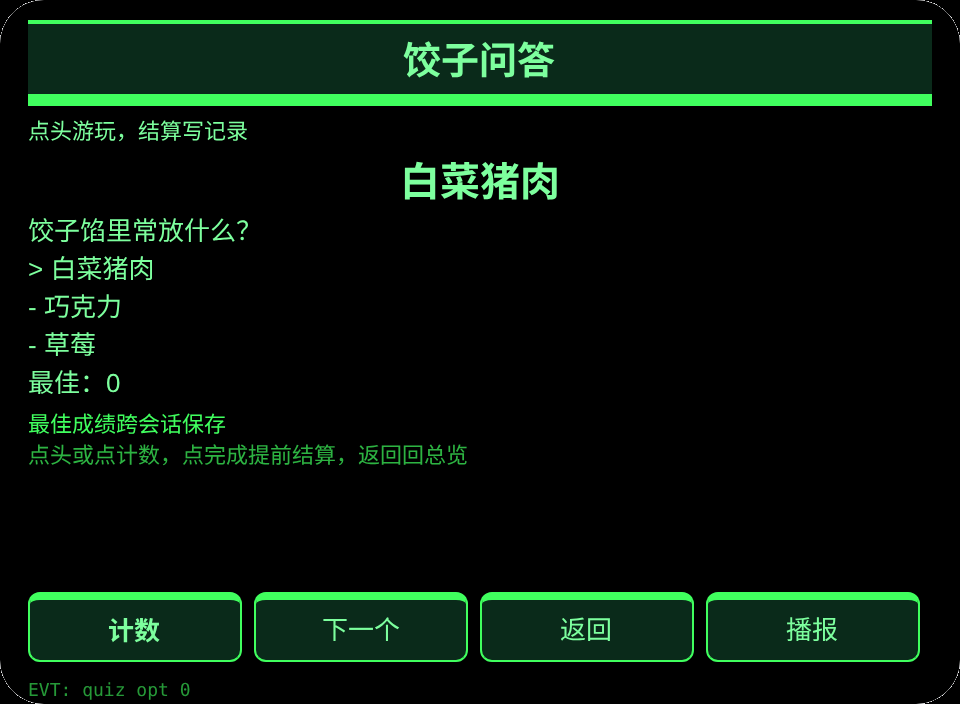 饺子问答
点头游玩，结算写记录
白菜猪肉
饺子馅里常放什么？
> 白菜猪肉
- 巧克力
- 草莓
最佳：0
最佳成绩跨会话保存
点头或点计数，点完成提前结算，返回回总览
计数
下一个
返回
播报
EVT: quiz opt 0